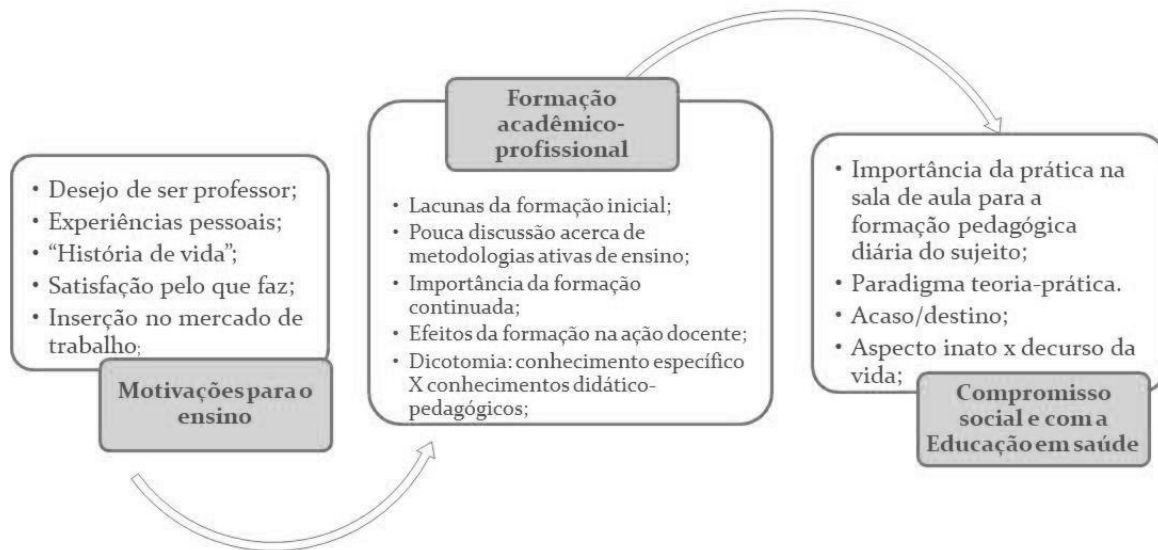 • Desejo de ser professor;
• Experiências pessoais;
• “História de vida”;
• Satisfação pelo que faz;
• Inserção no mercado de
trabalho;
Motivações para o
ensino
Formação
acadêmico-
profissional
• Lacunas da formação inicial;
• Pouca discussão acerca de
metodologias ativas de ensino;
• Importância da formação
continuada;
• Efeitos da formação na ação docente;
• Dicotomia: conhecimento específico
X conhecimentos didático-
pedagógicos;
• Importância da prática na
sala de aula para a
formação pedagógica
diária do sujeito;
• Paradigma teoria-prática.
• Acaso/destino;
• Aspecto inato x decurso da
vida;
Compromisso
social e com a
Educação em saúde